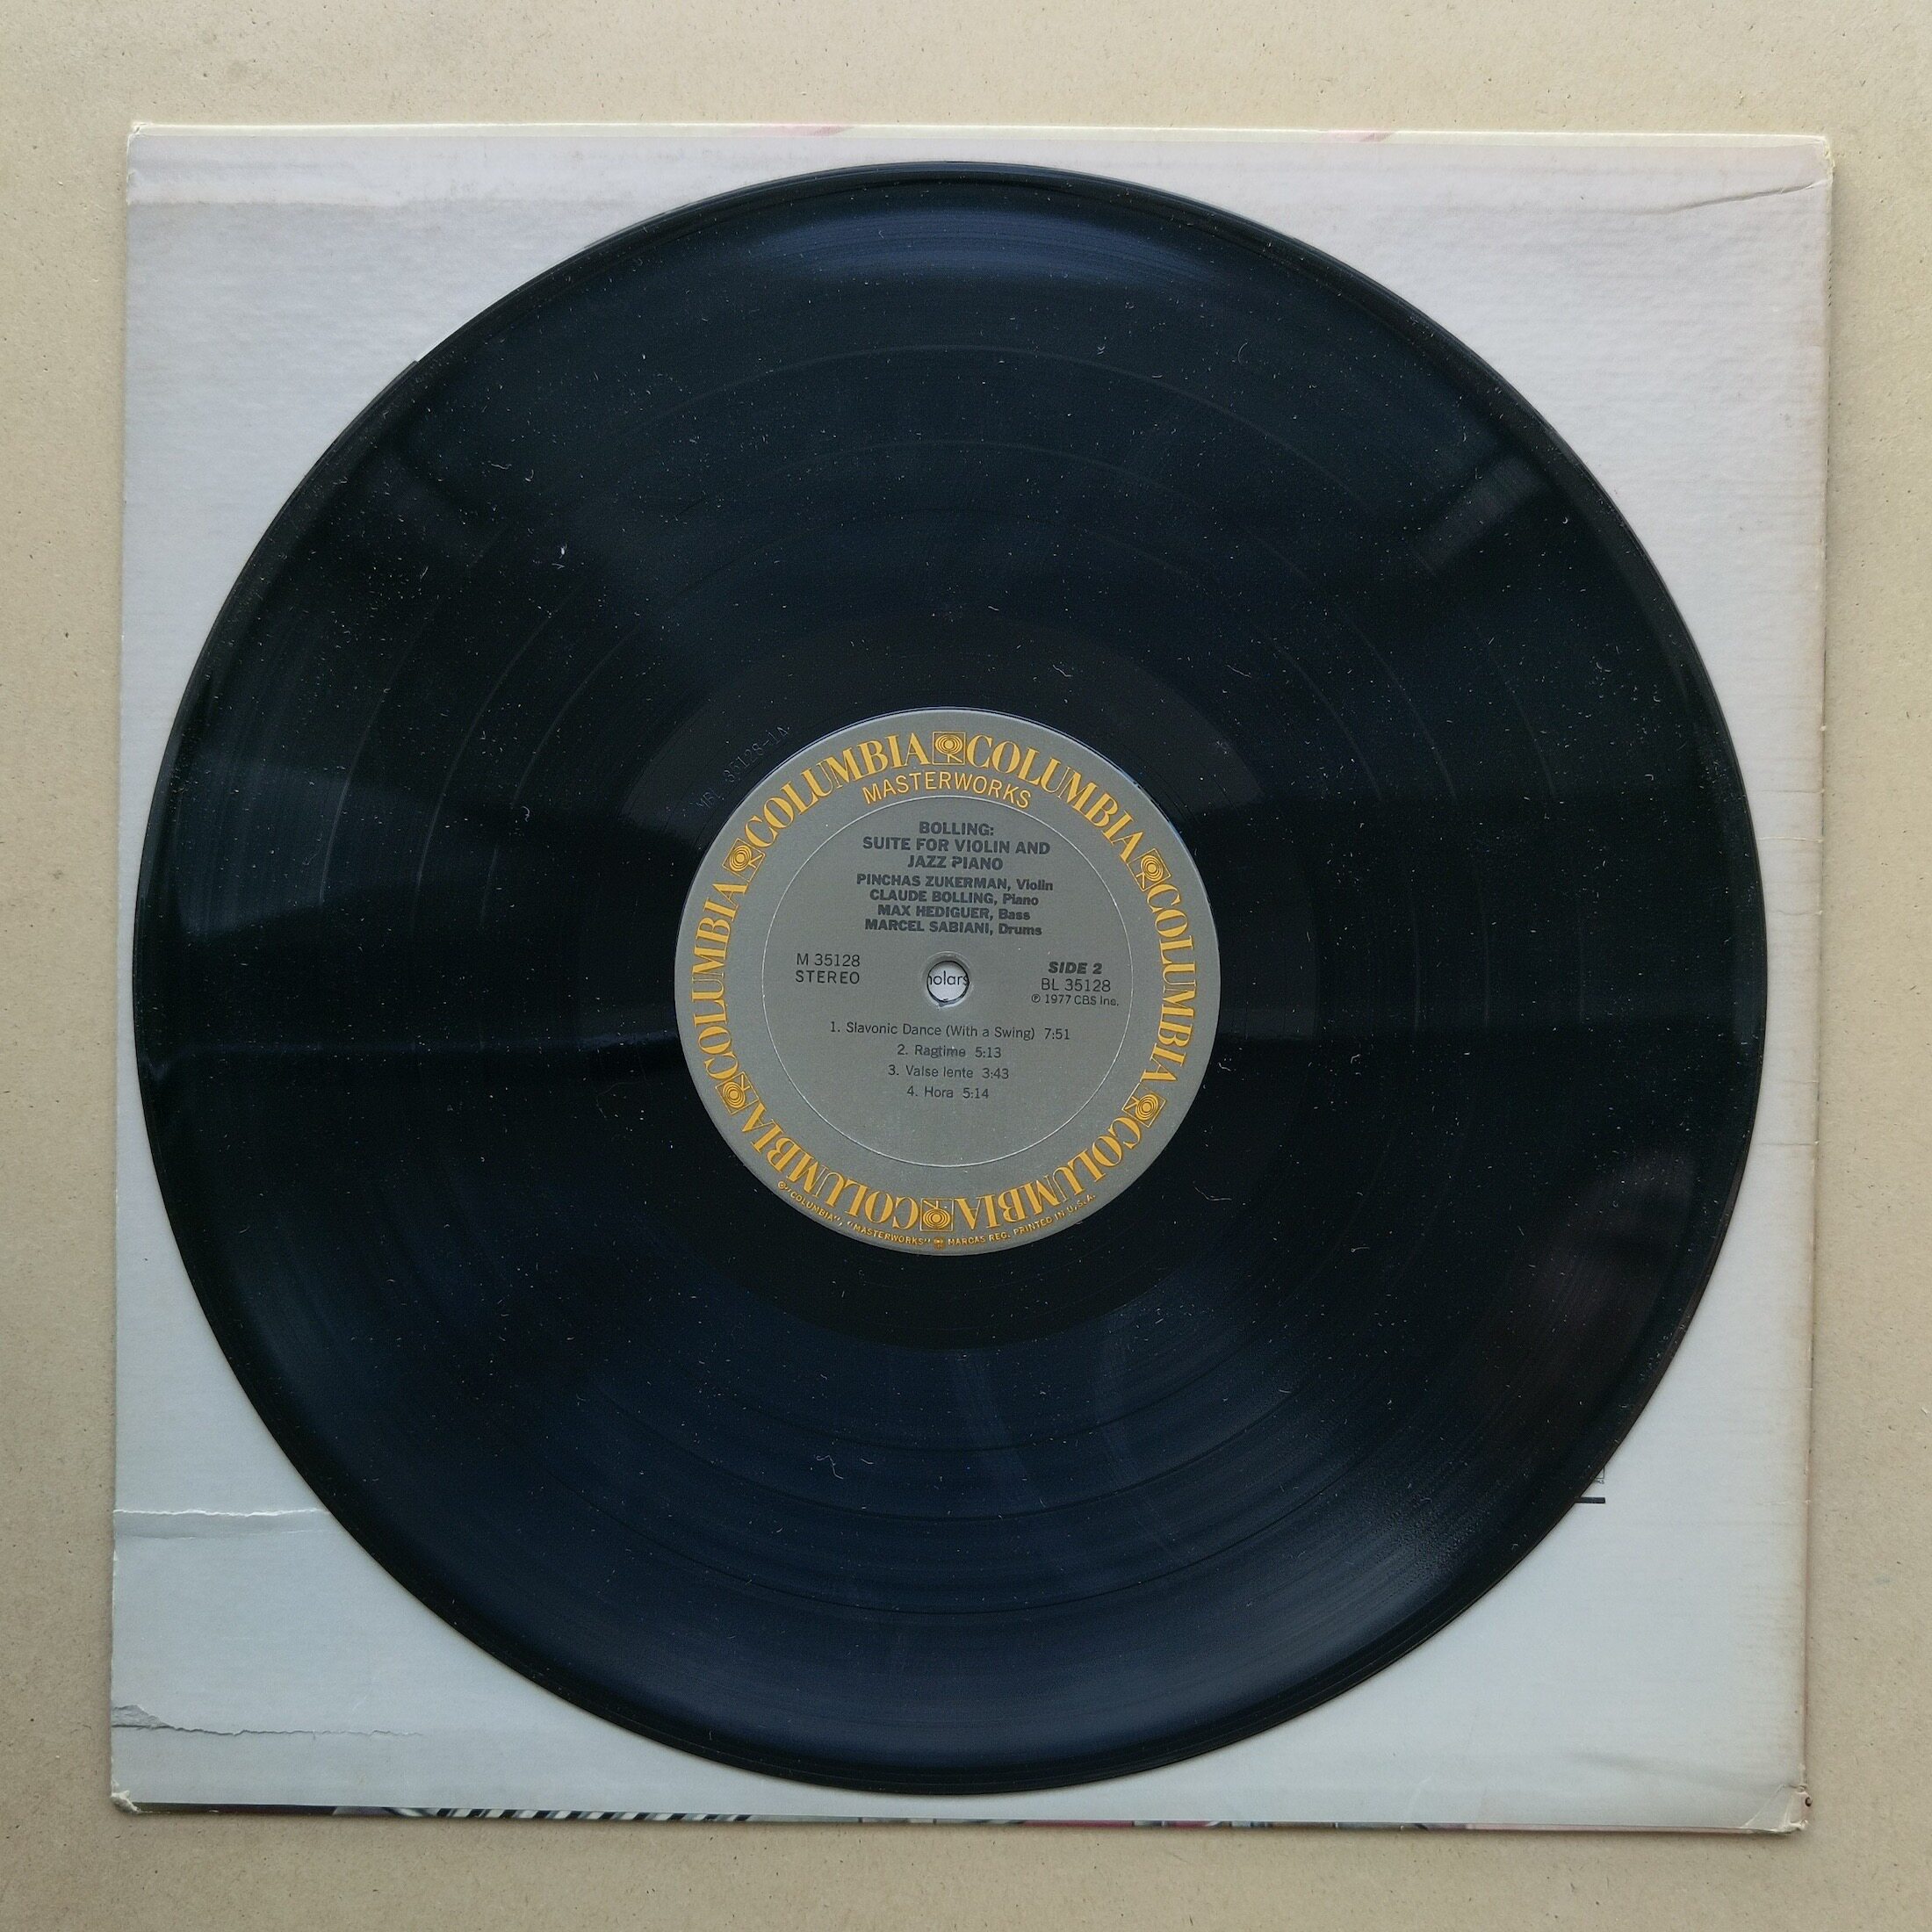 COLUMBIA COLUMBIA COLUMBIA COLUMBIA COLUMBIA COLUMBIA
MASTERWORKS
BOLLING:
SUITE FOR VIOLIN AND
JAZZ PIANO
PINCHAS ZUKERMAN, Violin
CLAUDE BOLLING, Piano
MAX HEDIGUER, Bass
MARCEL SABIANI, Drums
M 35128
STEREO
olars
SIDE 2
BL 35128
℗ 1977 CBS Inc.
1. Slavonic Dance (With a Swing) 7:51
2. Ragtime 5:13
3. Valse lente 3:43
4. Hora 5:14
"COLUMBIA", "MASTERWORKS" MARCAS REG. PRINTED IN U.S.A.